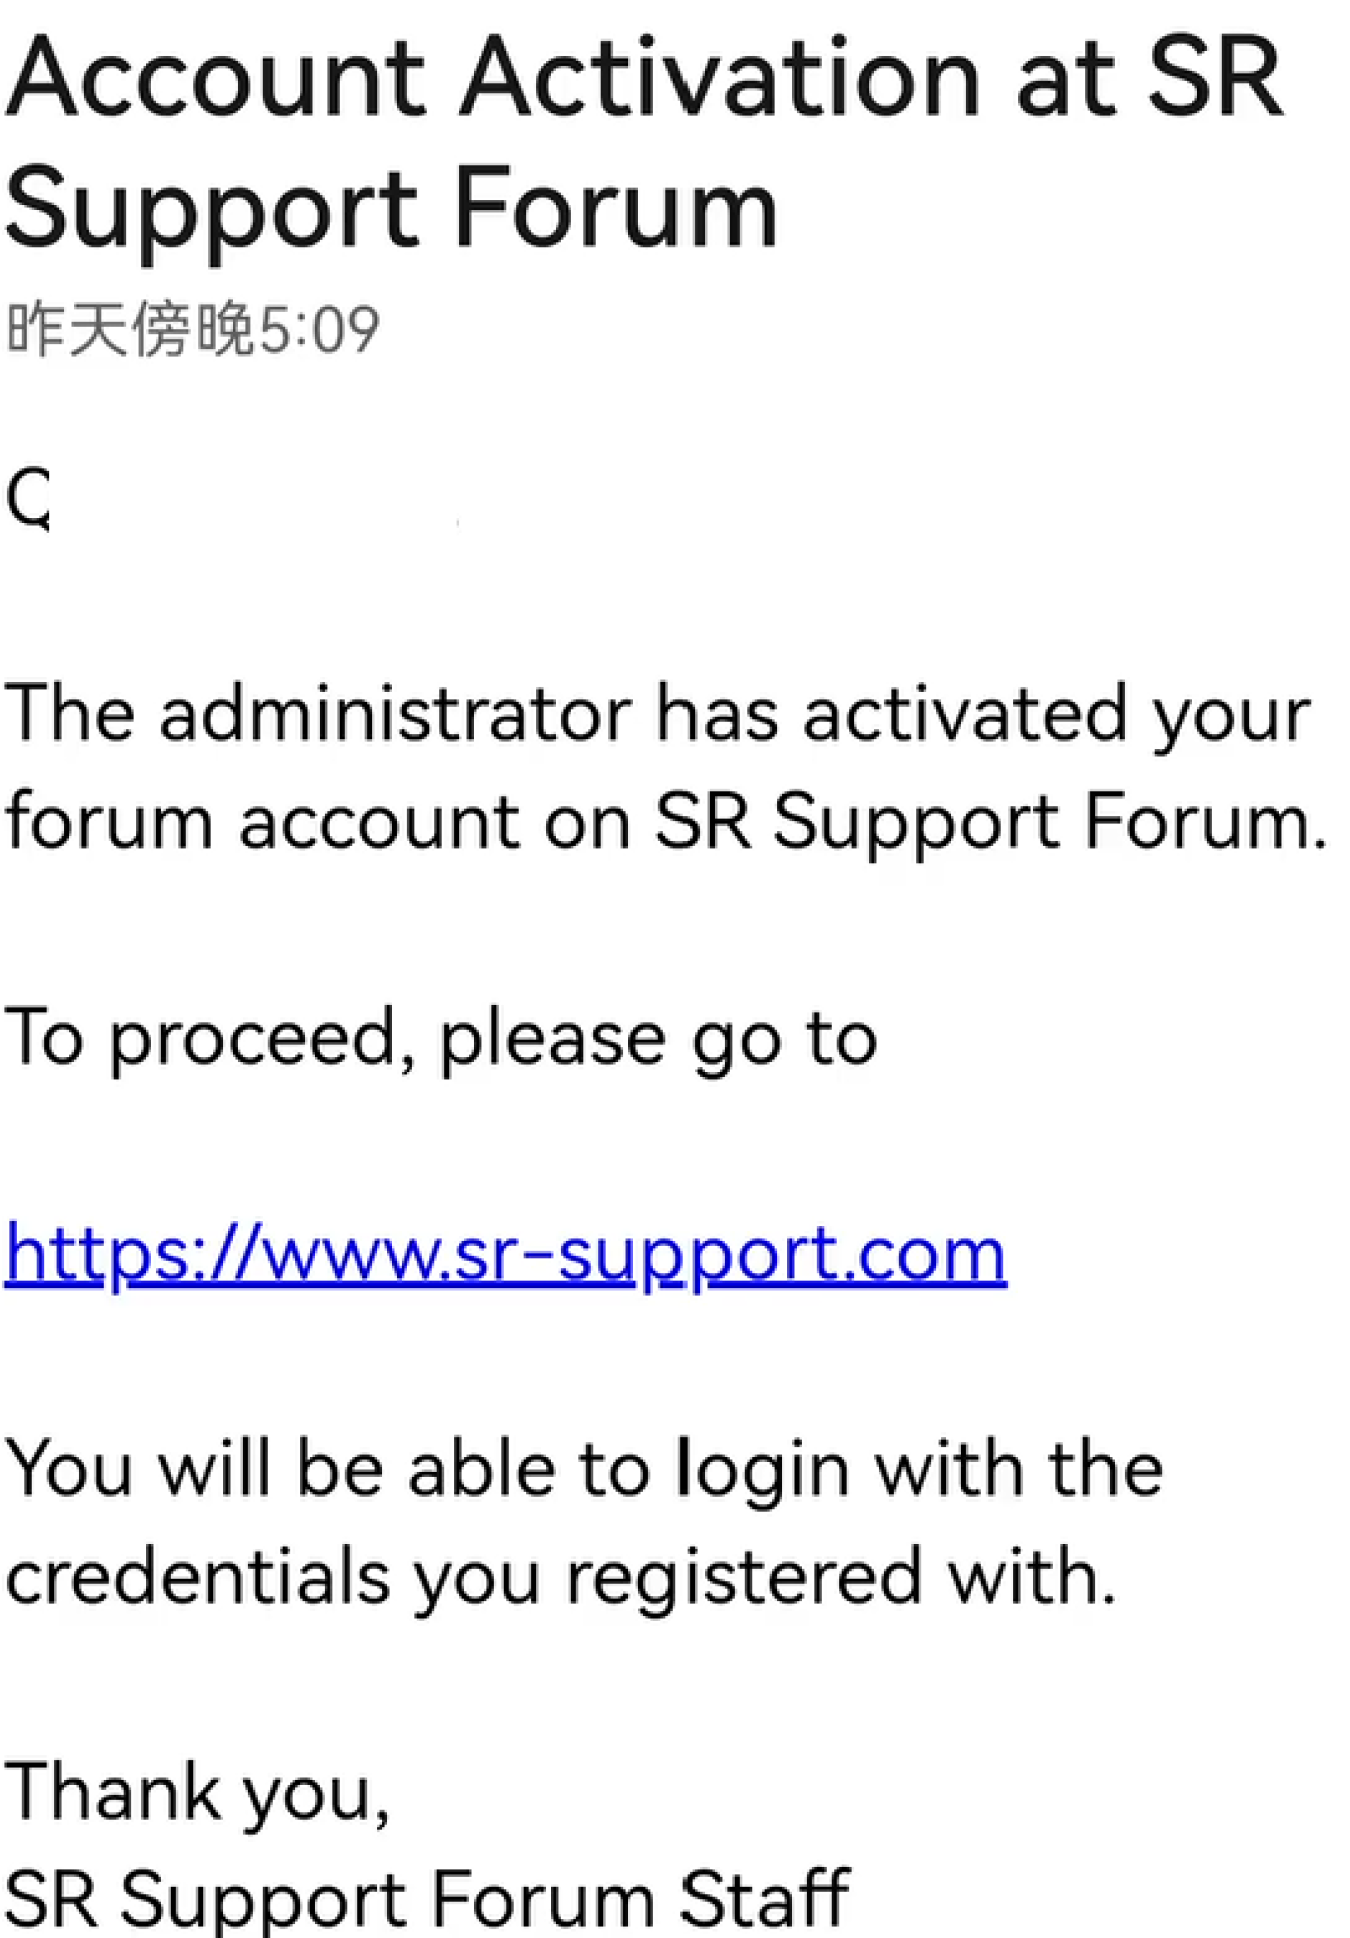 Account Activation at SR
Support Forum
昨天傍晚5:09
The administrator has activated your
forum account on SR Support Forum.
To proceed, please go to
https://www.sr-support.com
You will be able to login with the
credentials you registered with.
Thank you,
SR Support Forum Staff